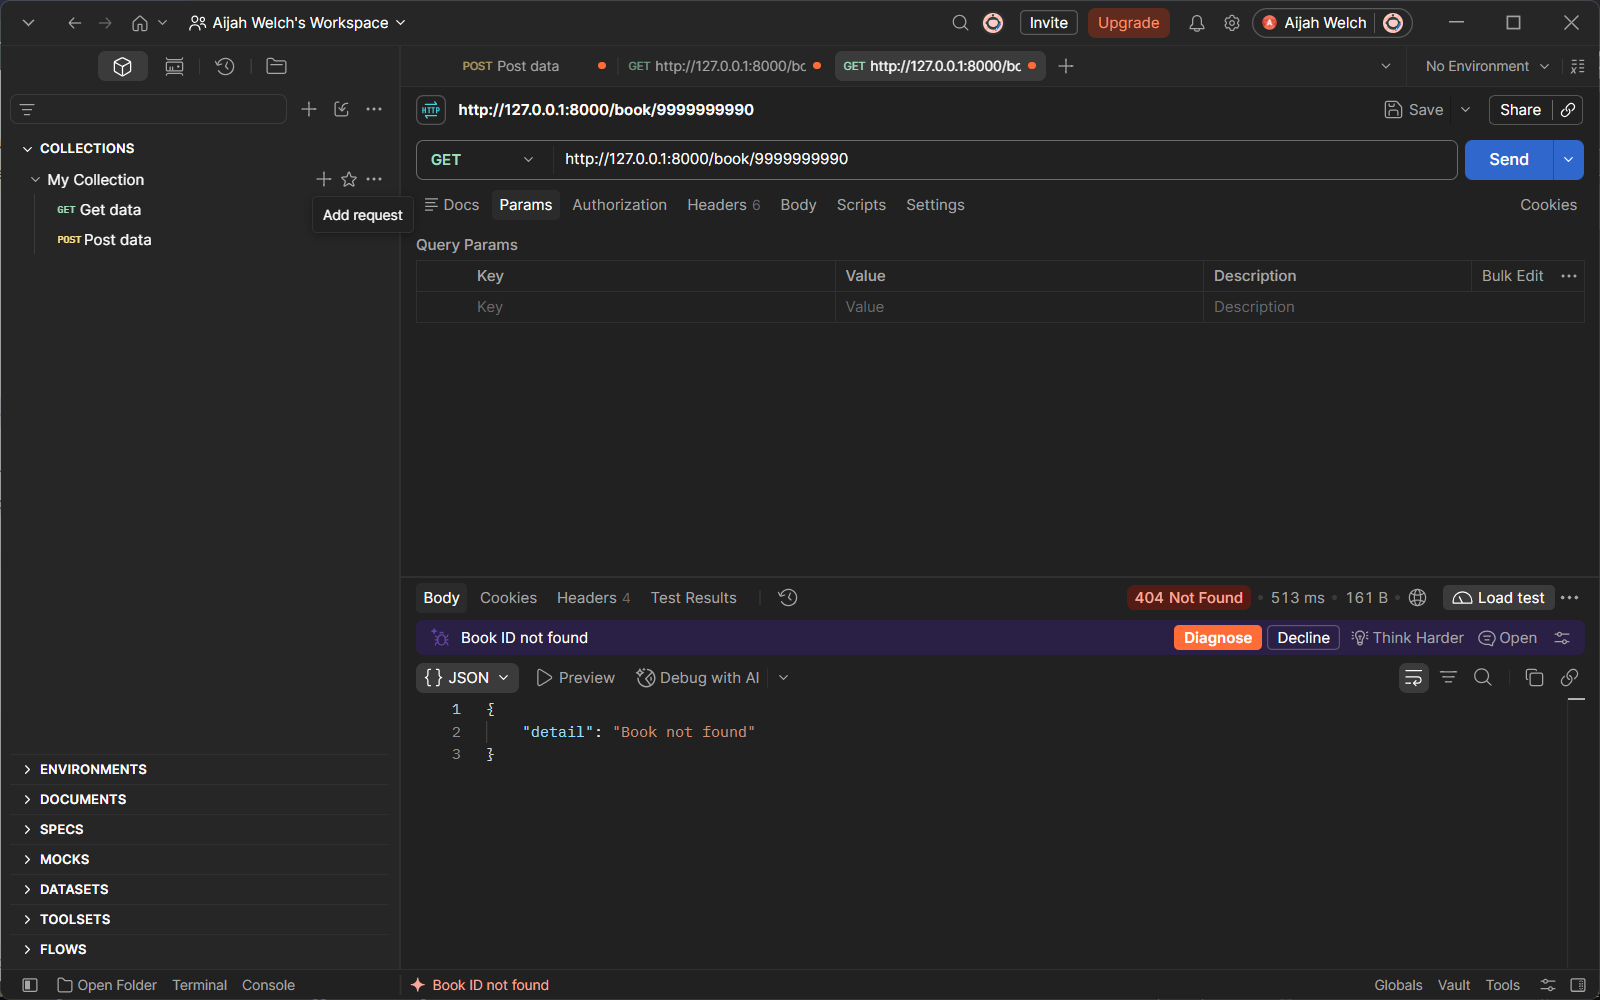 Aijah Welch's Workspace
Invite
Upgrade
Aijah Welch
POST Post data
GET http://127.0.0.1:8000/bc
GET http://127.0.0.1:8000/bc
No Environment
HTTP
http://127.0.0.1:8000/book/9999999990
Save
Share
COLLECTIONS
My Collection
GET Get data
POST Post data
Add request
GET
http://127.0.0.1:8000/book/9999999990
Send
Docs
Params
Authorization
Headers 6
Body
Scripts
Settings
Cookies
Query Params
Key Value Description Bulk Edit
Key Value Description
Body
Cookies
Headers 4
Test Results
404 Not Found
513 ms
161 B
Load test
Book ID not found
Diagnose
Decline
Think Harder
Open
{} JSON
Preview
Debug with AI
1 {
2 "detail": "Book not found"
3 }
ENVIRONMENTS
DOCUMENTS
SPECS
MOCKS
DATASETS
TOOLSETS
FLOWS
Open Folder
Terminal
Console
Book ID not found
Globals
Vault
Tools